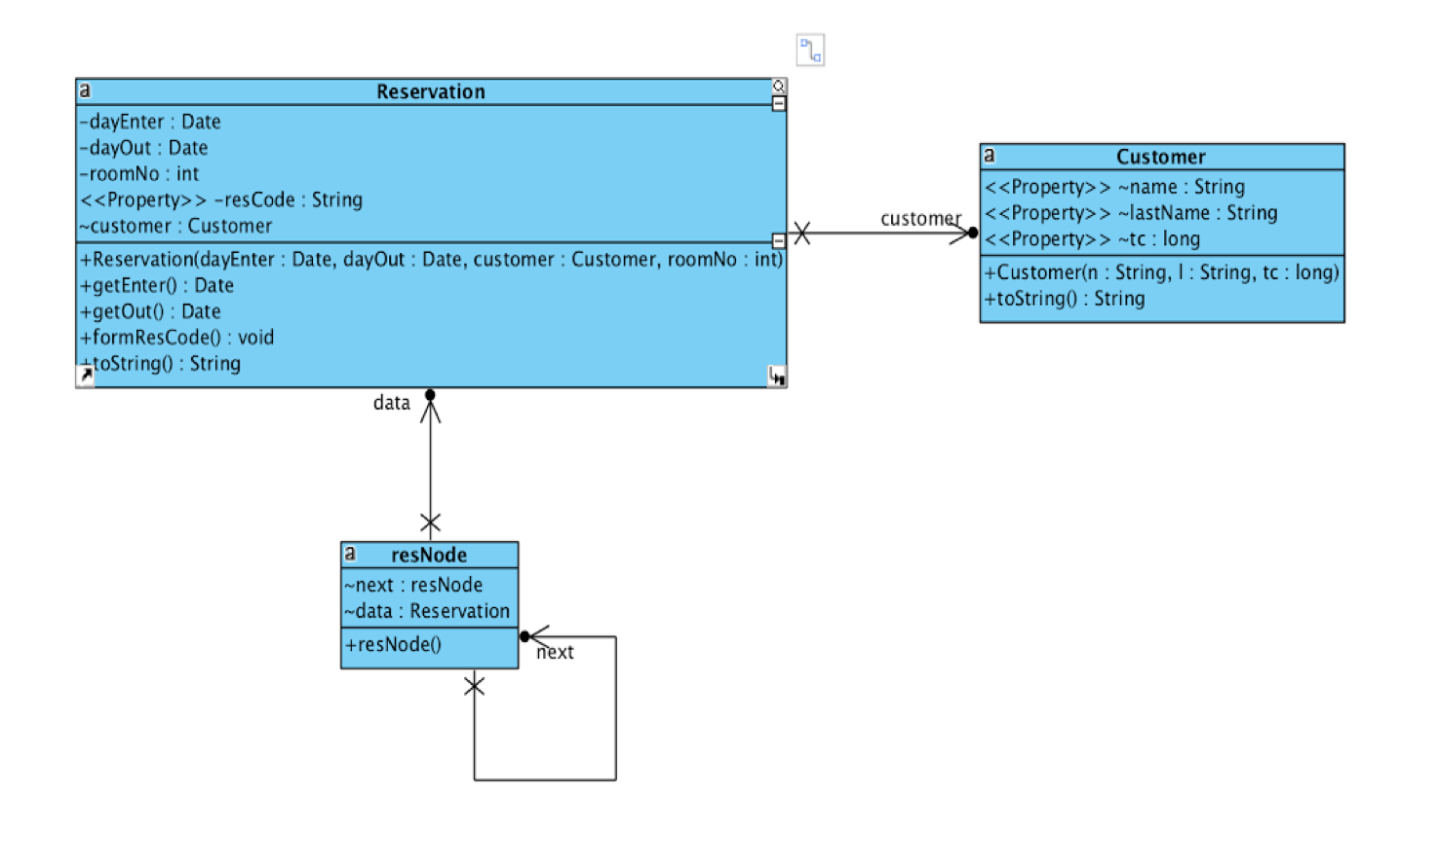 a
Reservation
-dayEnter : Date
-dayOut : Date
-roomNo : int
<<Property>> -resCode : String
~customer : Customer
+Reservation(dayEnter : Date, dayOut : Date, customer : Customer, roomNo : int)
+getEnter() : Date
+getOut() : Date
+formResCode() : void
+toString() : String
customer
a
Customer
<<Property>> ~name : String
<<Property>> ~lastName : String
<<Property>> ~tc : long
+Customer(n : String, l : String, tc : long)
+toString() : String
data
a
resNode
~next : resNode
~data : Reservation
+resNode()
next